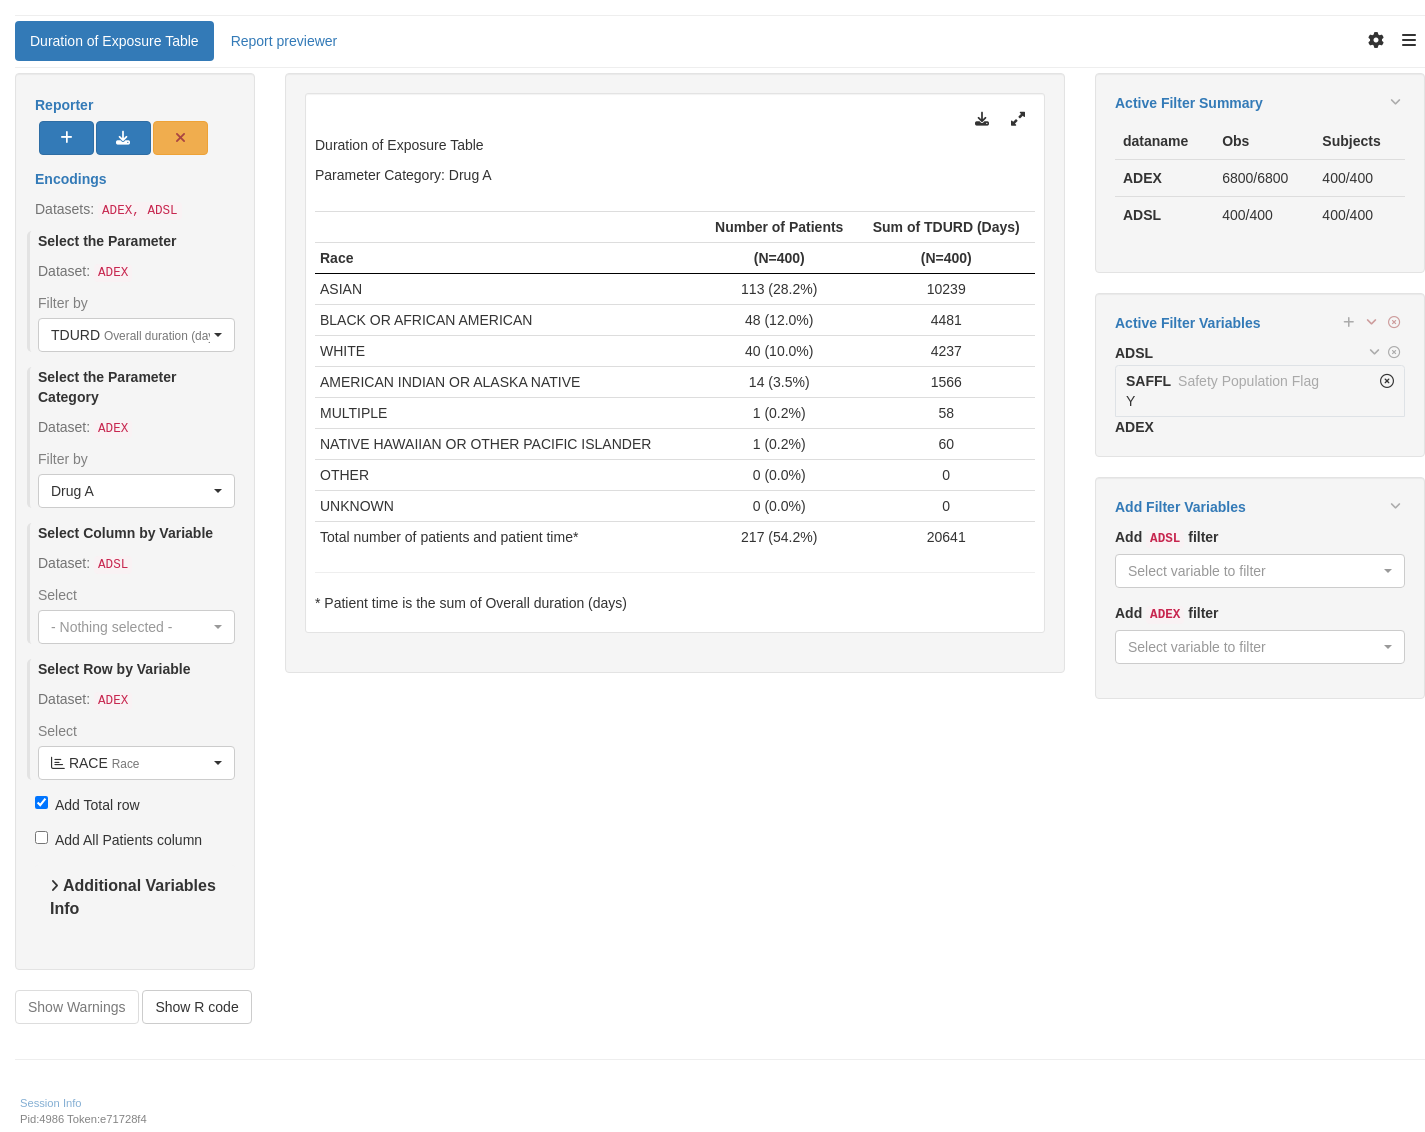 Duration of Exposure Table
Report previewer
Reporter
Encodings
Datasets: ADEX, ADSL
Select the Parameter
Dataset: ADEX
Filter by
TDURD Overall duration (day
Select the Parameter
Category
Dataset: ADEX
Filter by
Drug A
Select Column by Variable
Dataset: ADSL
Select
- Nothing selected -
Select Row by Variable
Dataset: ADEX
Select
RACE Race
Add Total row
Add All Patients column
Additional Variables
Info
Show Warnings
Show R code
Duration of Exposure Table
Parameter Category: Drug A
Number of Patients Sum of TDURD (Days)
Race (N=400) (N=400)
ASIAN 113 (28.2%) 10239
BLACK OR AFRICAN AMERICAN 48 (12.0%) 4481
WHITE 40 (10.0%) 4237
AMERICAN INDIAN OR ALASKA NATIVE 14 (3.5%) 1566
MULTIPLE 1 (0.2%) 58
NATIVE HAWAIIAN OR OTHER PACIFIC ISLANDER 1 (0.2%) 60
OTHER 0 (0.0%) 0
UNKNOWN 0 (0.0%) 0
Total number of patients and patient time* 217 (54.2%) 20641
* Patient time is the sum of Overall duration (days)
Active Filter Summary
dataname Obs Subjects
ADEX 6800/6800 400/400
ADSL 400/400 400/400
Active Filter Variables
ADSL
SAFFL Safety Population Flag
Y
ADEX
Add Filter Variables
Add ADSL filter
Select variable to filter
Add ADEX filter
Select variable to filter
Session Info
Pid:4986 Token:e71728f4